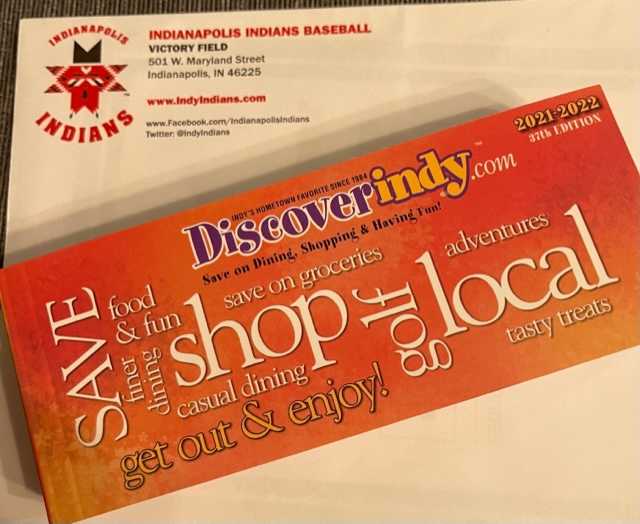 INDIANAPOLIS
INDIANS
INDIANAPOLIS INDIANS BASEBALL
VICTORY FIELD
501 W. Maryland Street
Indianapolis, IN 46225
www.IndyIndians.com
www.Facebook.com/IndianapolisIndians
Twitter: @IndyIndians
2021-2022
37th EDITION
INDY'S HOMETOWN FAVORITE SINCE 1984
Discoverindy.com
Save on Dining, Shopping & Having Fun!
SAVE
food
& fun
finer
dining
shop
save on groceries
casual dining
golf
local
adventures
tasty treats
get out & enjoy!